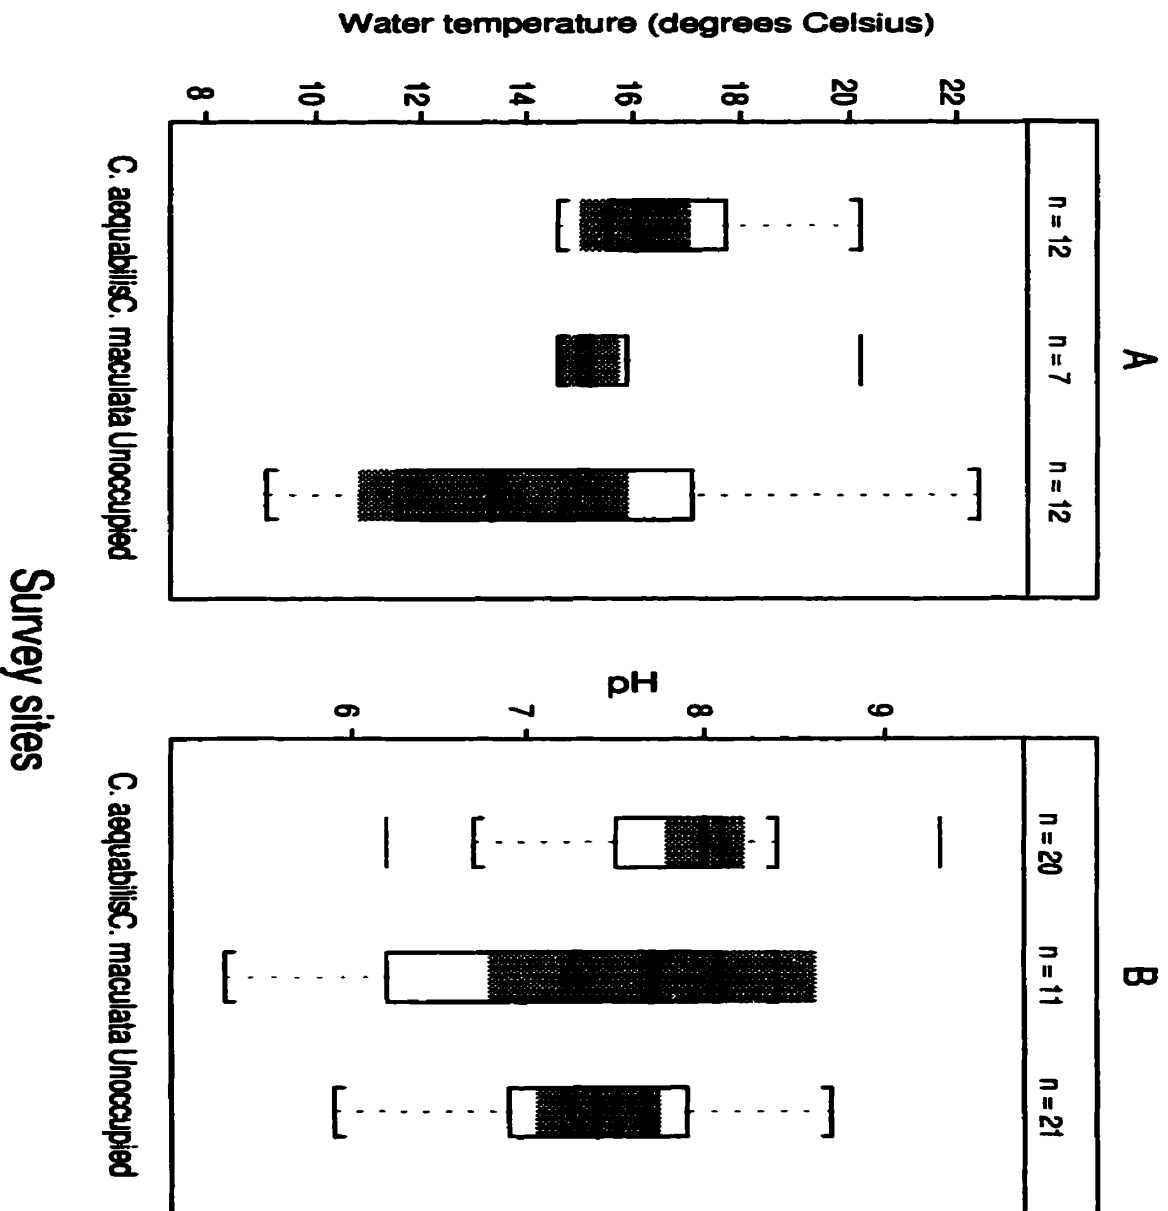 A
n = 12
n = 7
n = 12
Water temperature (degrees Celsius)
22
20
18
16
14
12
10
8
C. aequabilisC. maculata Unoccupied
B
n = 20
n = 11
n = 21
pH
9
8
7
6
C. aequabilisC. maculata Unoccupied
Survey sites